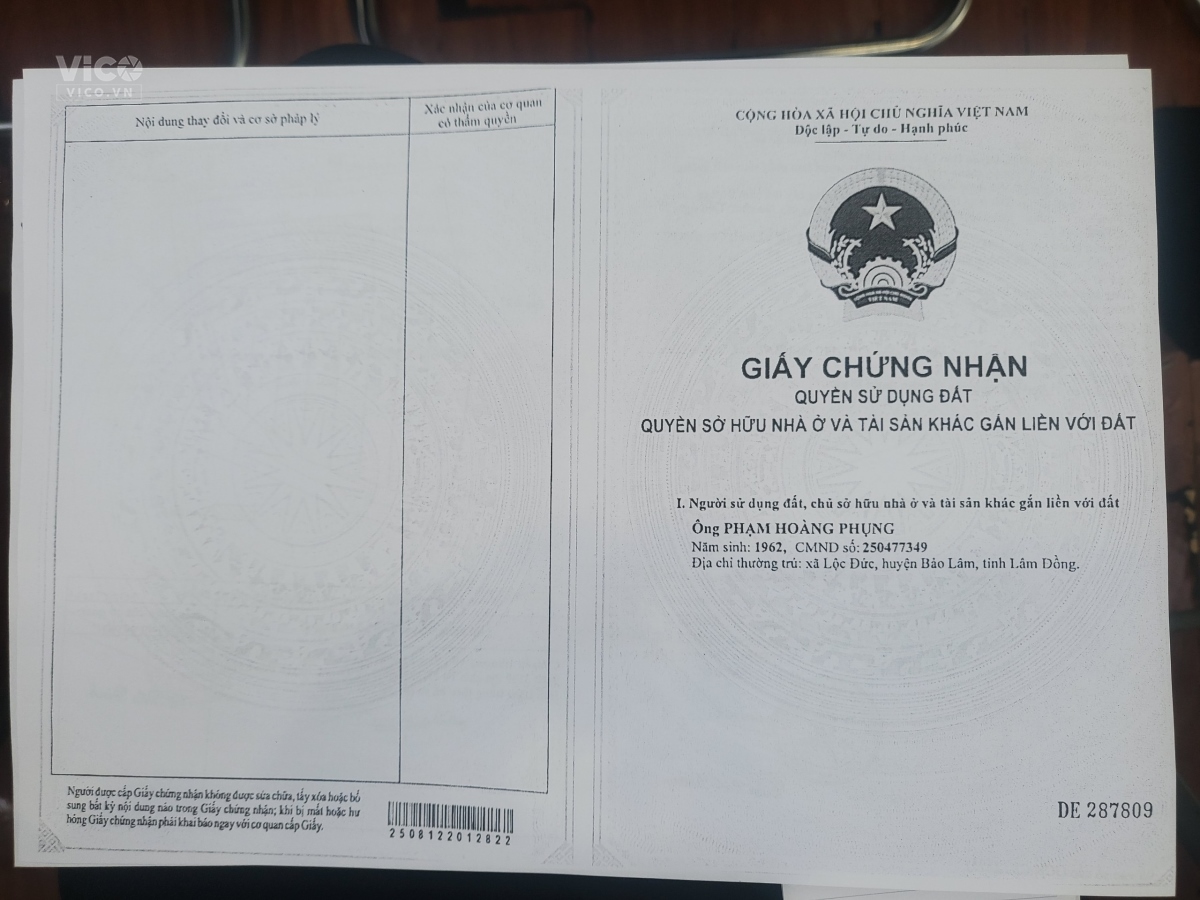 ViCO
VICO.VN
Nội dung thay đổi và cơ sở pháp lý
Xác nhận của cơ quan
có thẩm quyền
Người được cấp Giấy chứng nhận không được sửa chữa, tẩy xóa hoặc bổ
sung bất kỳ nội dung nào trong Giấy chứng nhận; khi bị mất hoặc hư
hỏng Giấy chứng nhận phải khai báo ngay với cơ quan cấp Giấy.
2508122012822
CỘNG HÒA XÃ HỘI CHỦ NGHĨA VIỆT NAM
Độc lập - Tự do - Hạnh phúc
VIỆT NAM
GIẤY CHỨNG NHẬN
QUYỀN SỬ DỤNG ĐẤT
QUYỀN SỞ HỮU NHÀ Ở VÀ TÀI SẢN KHÁC GẮN LIỀN VỚI ĐẤT
I. Người sử dụng đất, chủ sở hữu nhà ở và tài sản khác gắn liền với đất
Ông PHẠM HOÀNG PHỤNG
Năm sinh: 1962, CMND số: 250477349
Địa chỉ thường trú: xã Lộc Đức, huyện Bảo Lâm, tỉnh Lâm Đồng.
DE 287809